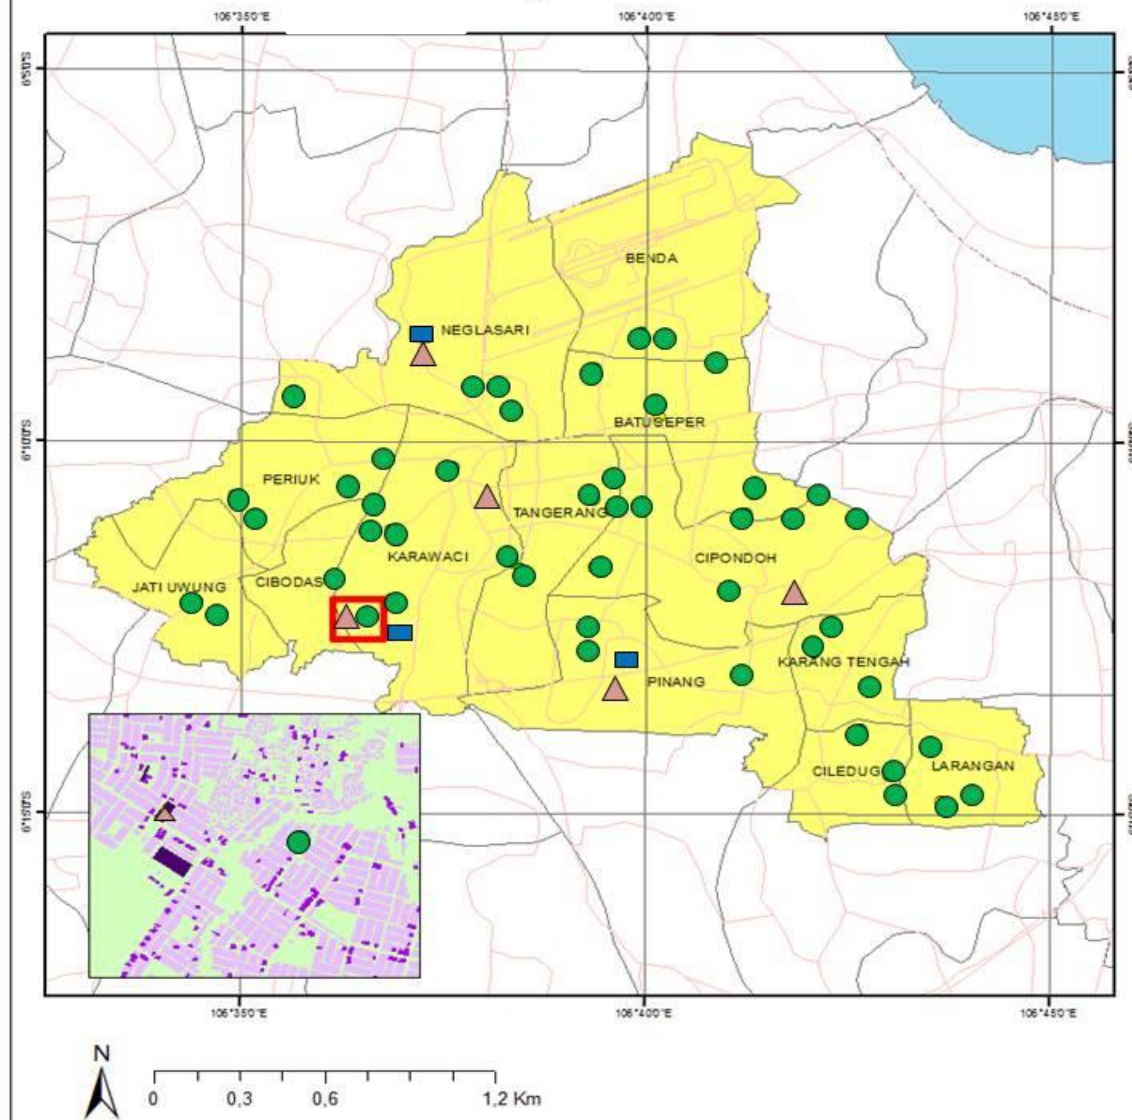 106°35'0"E 106°40'0"E 106°45'0"E
6°5'0"S
BENDA
NEGLASARI
BATUCEPER
6°10'0"S
PERIUK
TANGERANG
KARAWACI
CIPONDOH
JATI UWUNG
CIBODAS
KARANG TENGAH
PINANG
CILEDUG
LARANGAN
6°15'0"S
106°35'0"E 106°40'0"E 106°45'0"E
N
0 0,3 0,6 1,2 Km